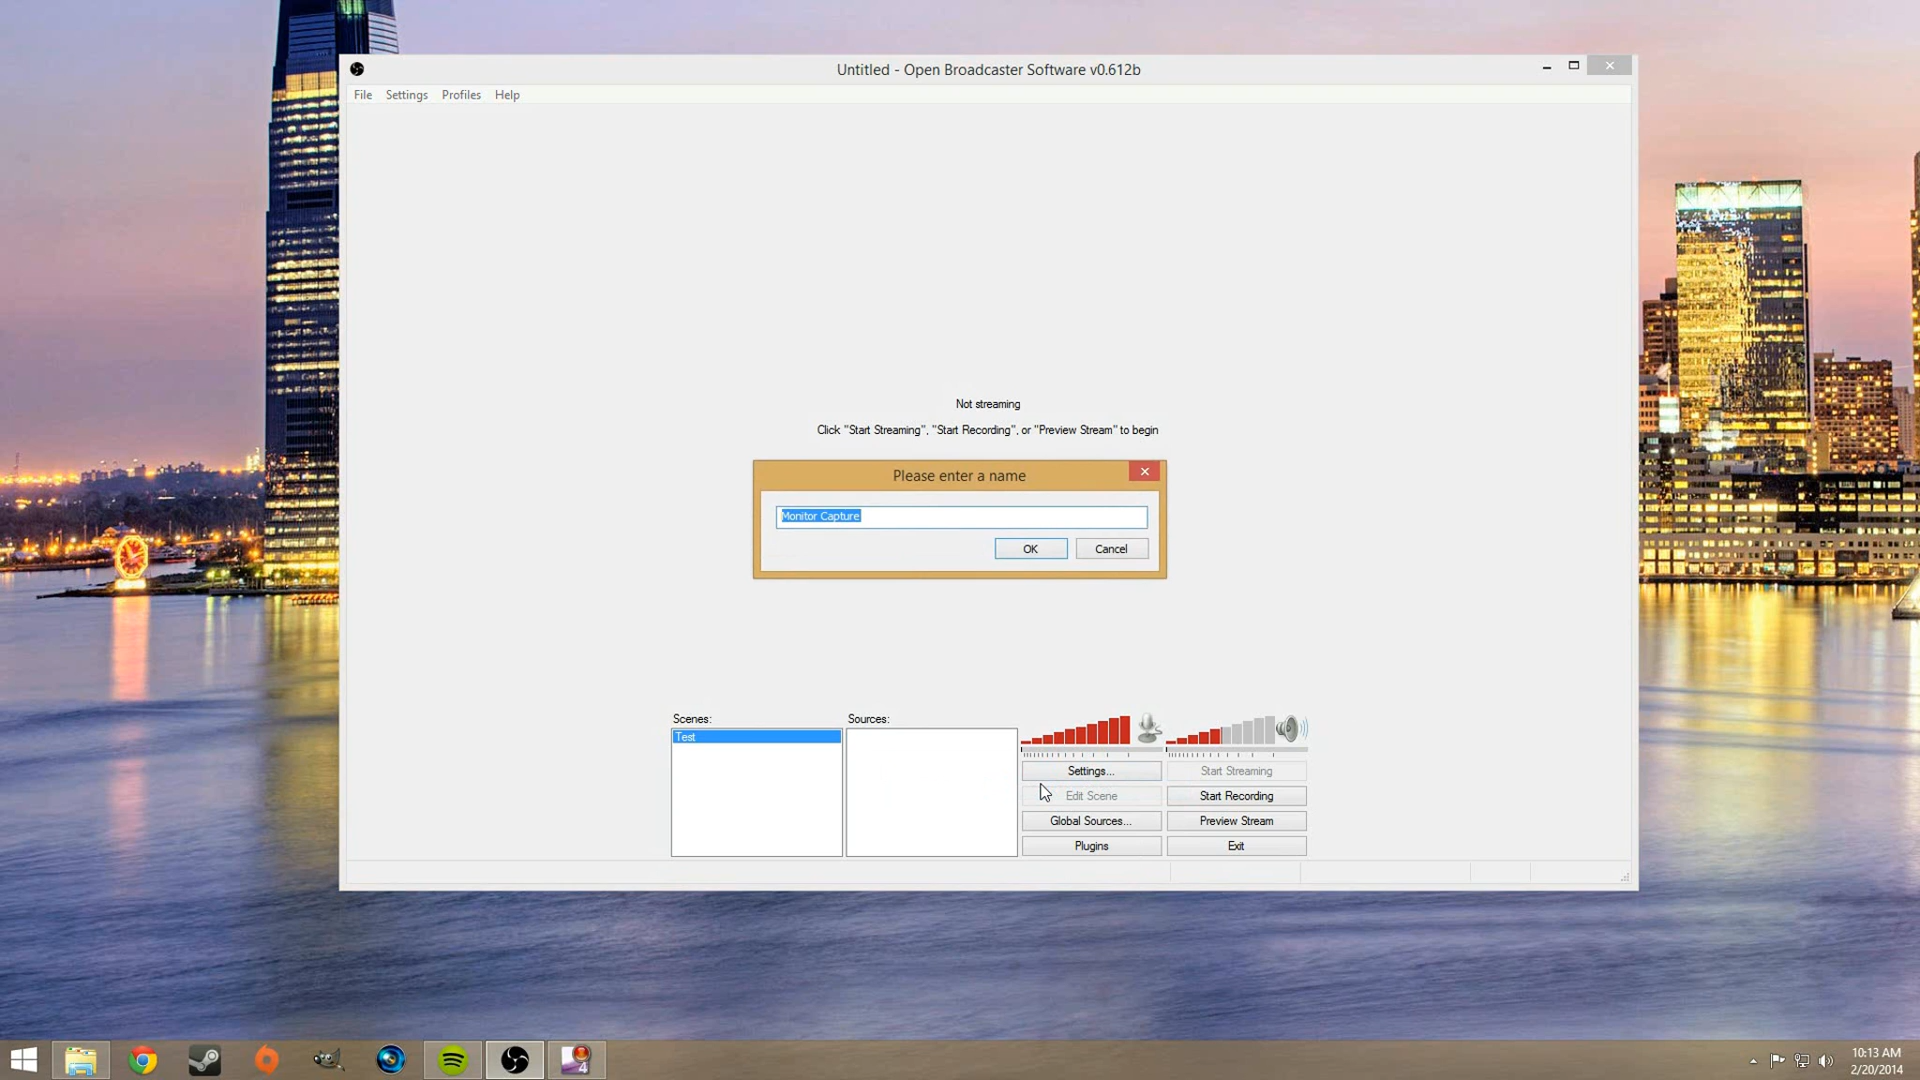 Untitled - Open Broadcaster Software v0.612b
File Settings Profiles Help
Not streaming
Click "Start Streaming", "Start Recording", or "Preview Stream" to begin
Please enter a name
Monitor Capture
OK Cancel
Scenes: Sources:
Test
Settings... Start Streaming
Edit Scene Start Recording
Global Sources... Preview Stream
Plugins Exit
4
10:13 AM
2/20/2014